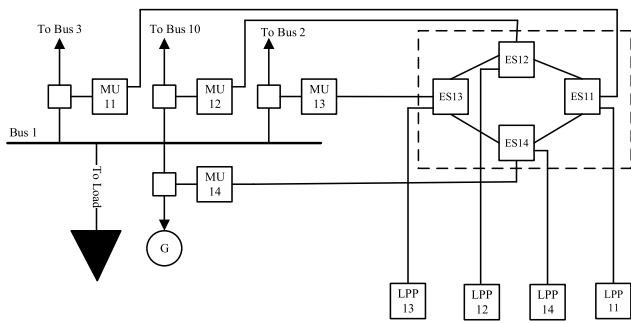 To Bus 3
To Bus 10
To Bus 2
MU
11
MU
12
MU
13
ES12
ES13
ES11
ES14
Bus 1
To Load
MU
14
G
LPP
13
LPP
12
LPP
14
LPP
11